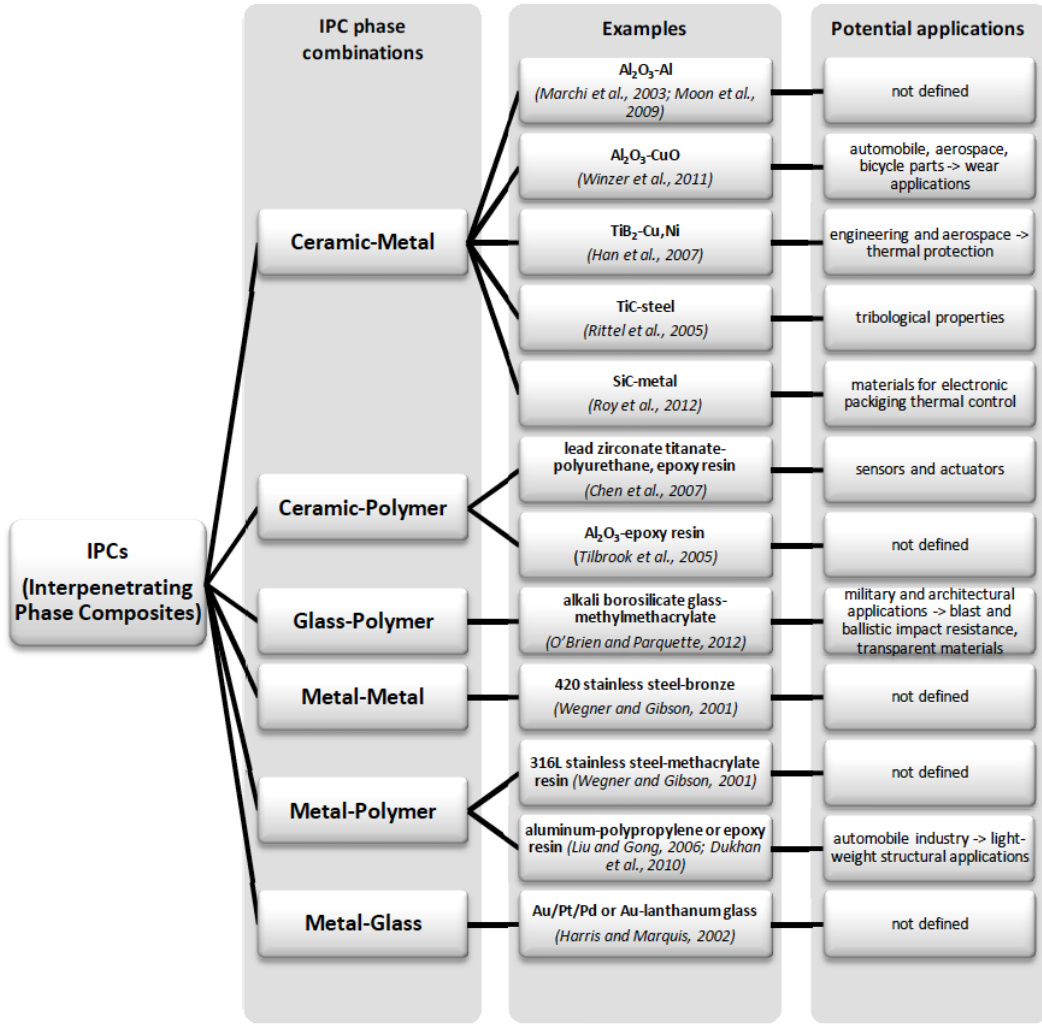 IPC phase
combinations
Examples
Potential applications
Al₂O₃-Al
(Marchi et al., 2003; Moon et al.,
2009)
not defined
Al₂O₃-CuO
(Winzer et al., 2011)
automobile, aerospace,
bicycle parts -> wear
applications
Ceramic-Metal
TiB₂-Cu,Ni
(Han et al., 2007)
engineering and aerospace ->
thermal protection
TiC-steel
(Rittel et al., 2005)
tribological properties
SiC-metal
(Roy et al., 2012)
materials for electronic
packiging thermal control
Ceramic-Polymer
lead zirconate titanate-
polyurethane, epoxy resin
(Chen et al., 2007)
sensors and actuators
Al₂O₃-epoxy resin
(Tilbrook et al., 2005)
not defined
IPCs
(Interpenetrating
Phase Composites)
Glass-Polymer
alkali borosilicate glass-
methylmethacrylate
(O'Brien and Parquette, 2012)
military and architectural
applications -> blast and
ballistic impact resistance,
transparent materials
Metal-Metal
420 stainless steel-bronze
(Wegner and Gibson, 2001)
not defined
Metal-Polymer
316L stainless steel-methacrylate
resin (Wegner and Gibson, 2001)
not defined
aluminum-polypropylene or epoxy
resin (Liu and Gong, 2006; Dukhan
et al., 2010)
automobile industry -> light-
weight structural applications
Metal-Glass
Au/Pt/Pd or Au-lanthanum glass
(Harris and Marquis, 2002)
not defined